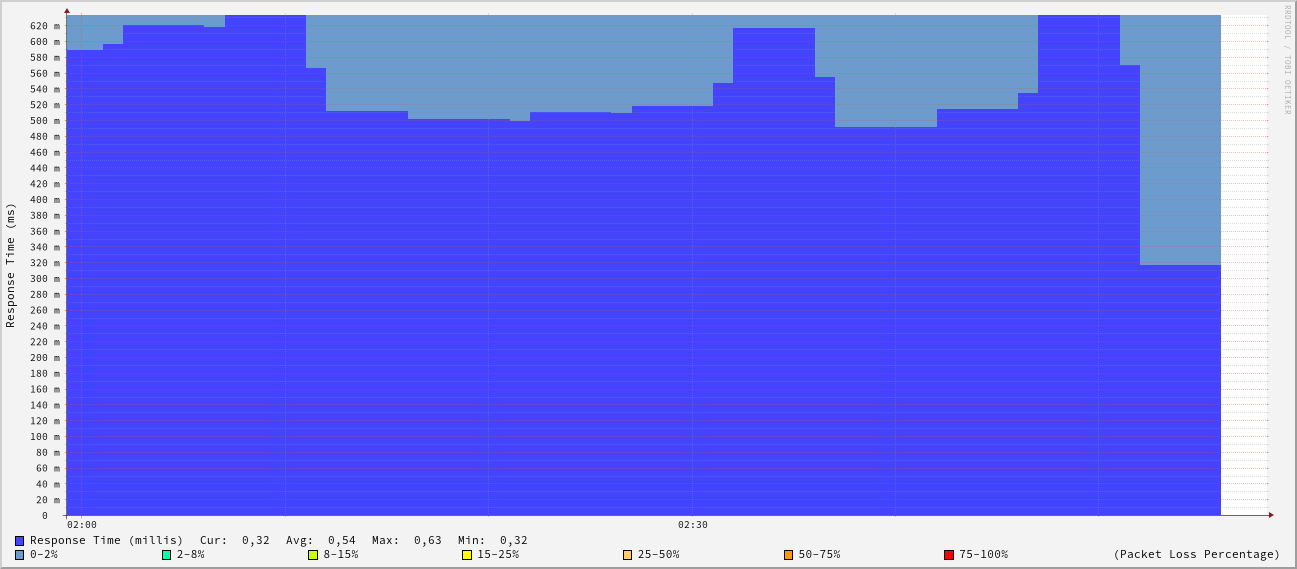 RRDTOOL / TOBI OETIKER
Response Time (ms)
620 m
600 m
580 m
560 m
540 m
520 m
500 m
480 m
460 m
440 m
420 m
400 m
380 m
360 m
340 m
320 m
300 m
280 m
260 m
240 m
220 m
200 m
180 m
160 m
140 m
120 m
100 m
80 m
60 m
40 m
20 m
0
02:00 02:30
Response Time (millis) Cur: 0,32 Avg: 0,54 Max: 0,63 Min: 0,32
0-2% 2-8% 8-15% 15-25% 25-50% 50-75% 75-100% (Packet Loss Percentage)